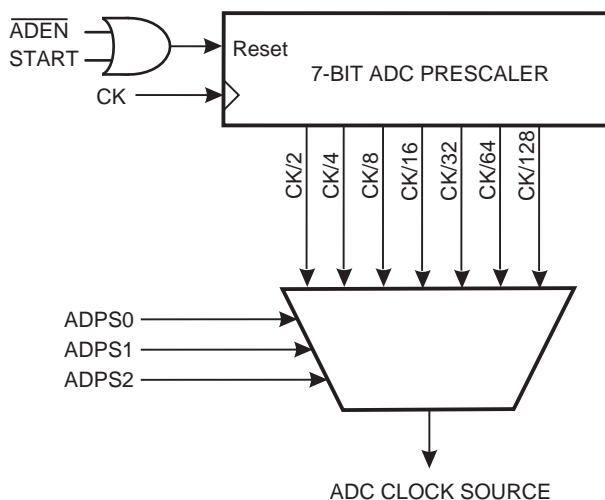 ADEN
START
Reset
7-BIT ADC PRESCALER
CK
CK/2
CK/4
CK/8
CK/16
CK/32
CK/64
CK/128
ADPS0
ADPS1
ADPS2
ADC CLOCK SOURCE